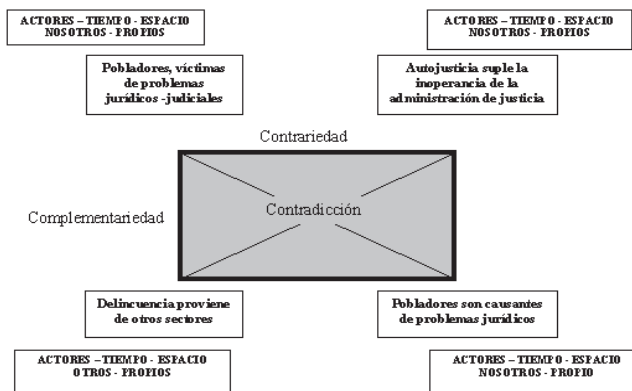 ACTORES – TIEMPO - ESPACIO
NOSOTROS - PROPIOS
ACTORES – TIEMPO - ESPACIO
NOSOTROS - PROPIOS
Pobladores, víctimas
de problemas
jurídicos -judiciales
Autojusticia suple la
inoperancia de la
administración de justicia
Contrariedad
Contradicción
Complementariedad
Delincuencia proviene
de otros sectores
Pobladores son causantes
de problemas jurídicos
ACTORES – TIEMPO - ESPACIO
OTROS - PROPIOS
ACTORES – TIEMPO - ESPACIO
NOSOTROS - PROPIO